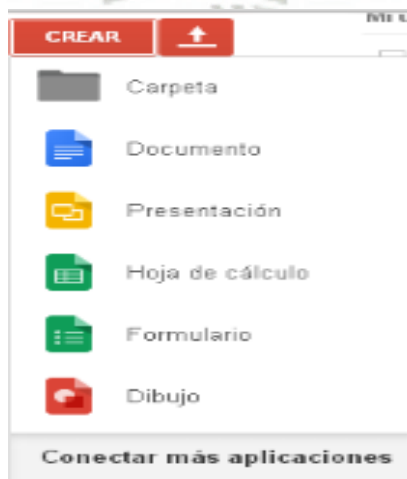 CREAR
Carpeta
Documento
Presentación
Hoja de cálculo
Formulario
Dibujo
Conectar más aplicaciones